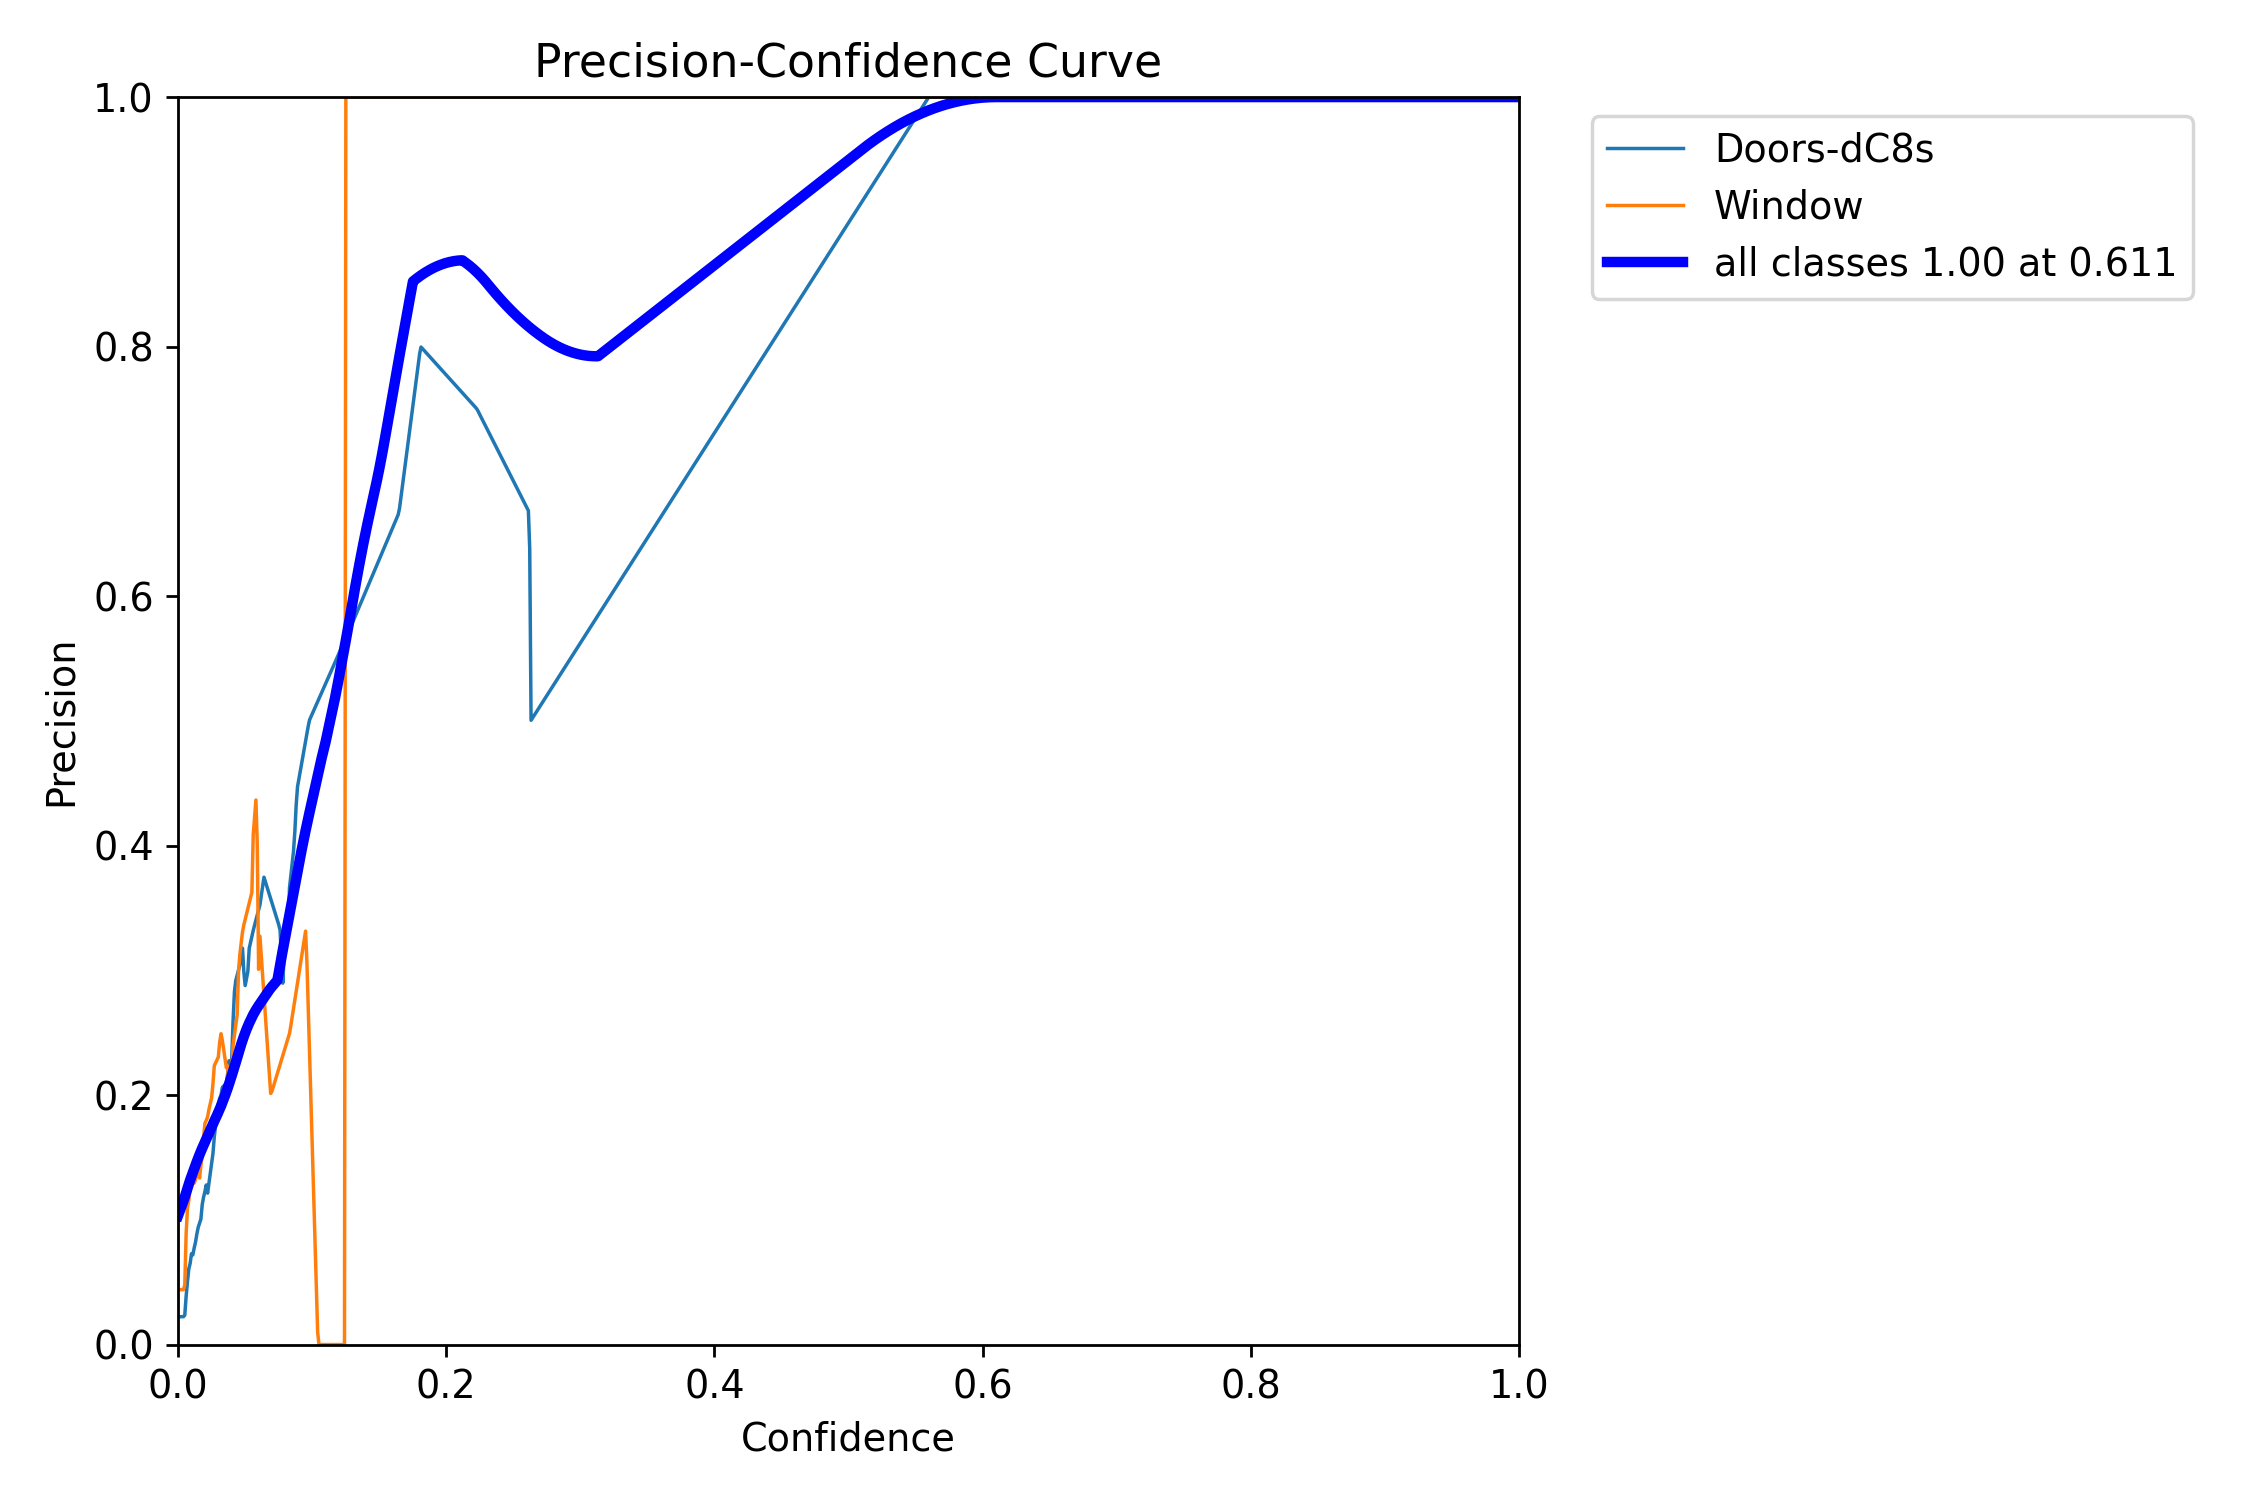 Precision-Confidence Curve
1.0
0.8
0.6
0.4
0.2
0.0
Precision
0.0 0.2 0.4 0.6 0.8 1.0
Confidence
Doors-dC8s
Window
all classes 1.00 at 0.611